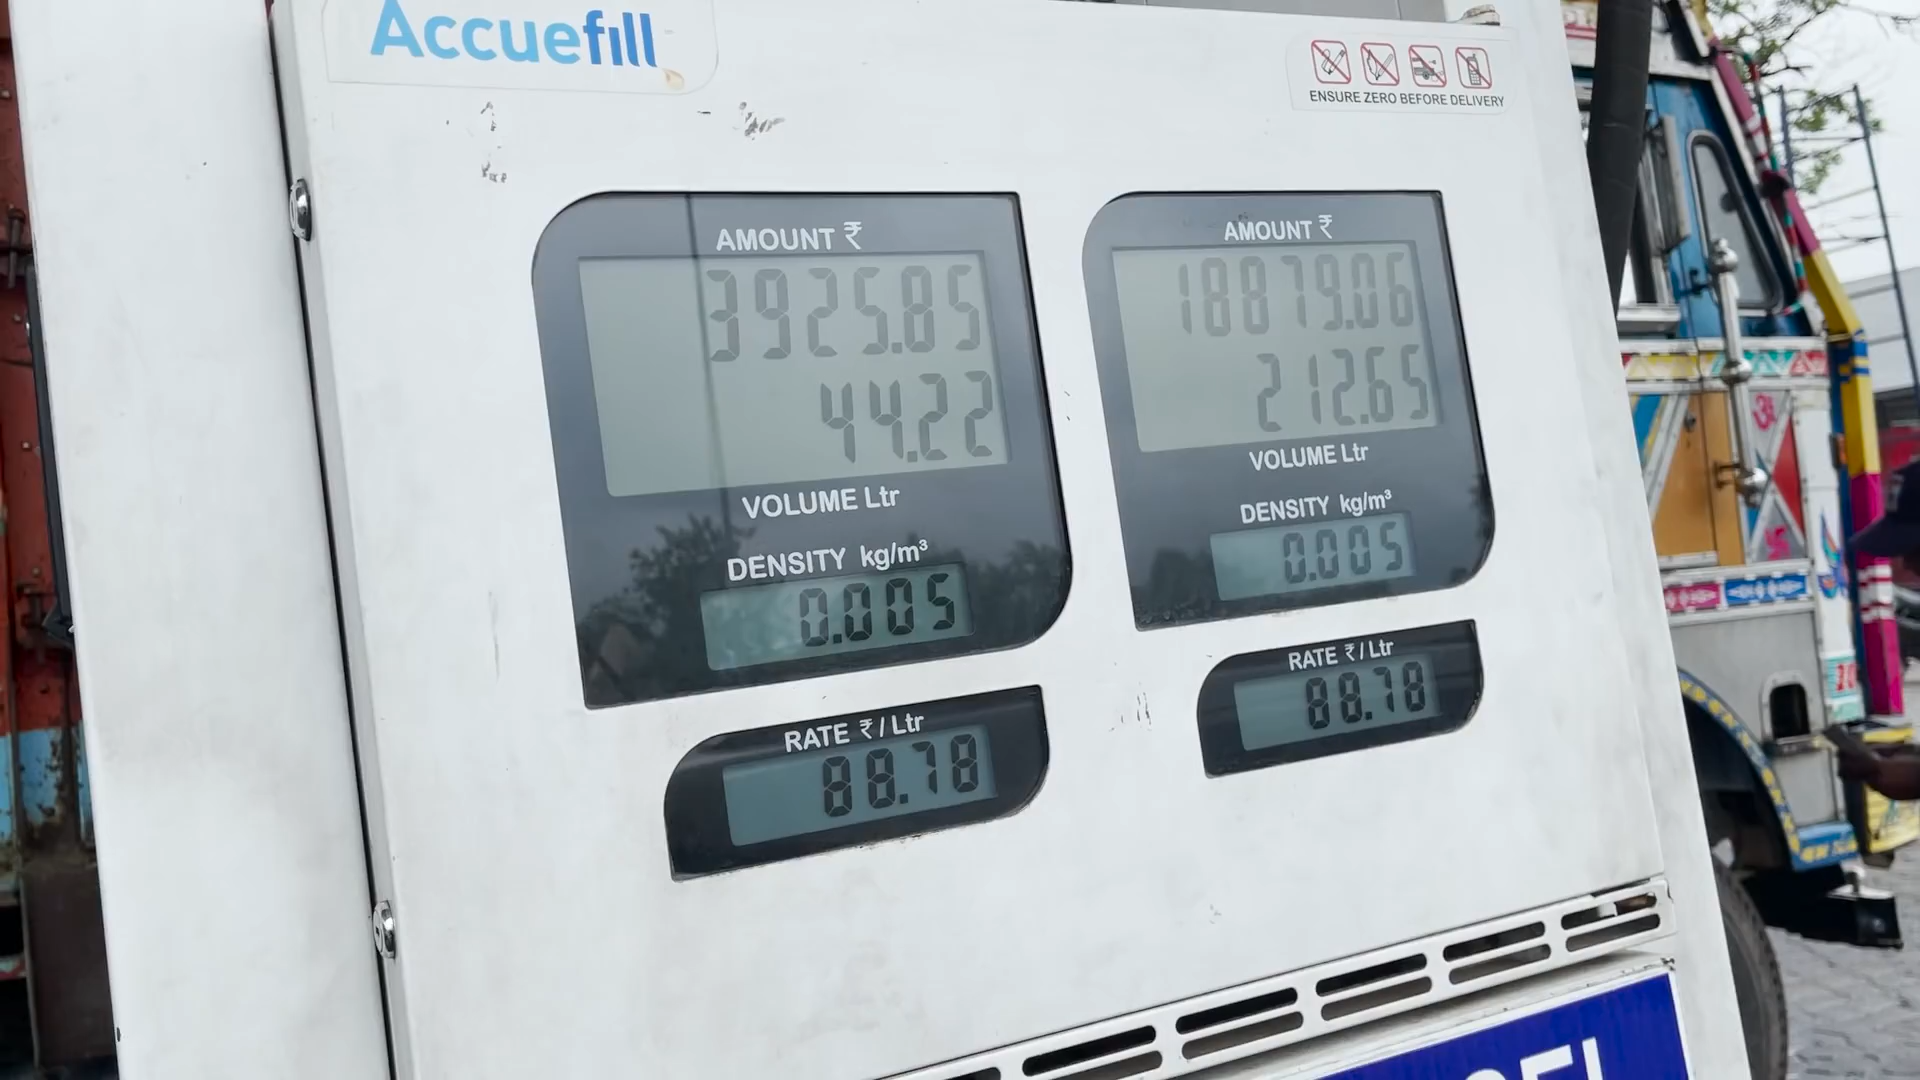 Accuefill
ENSURE ZERO BEFORE DELIVERY
AMOUNT ₹
3925.85
44.22
VOLUME Ltr
DENSITY kg/m³
0.005
RATE ₹/Ltr
88.78
AMOUNT ₹
18879.06
212.65
VOLUME Ltr
DENSITY kg/m³
0.005
RATE ₹/Ltr
88.78